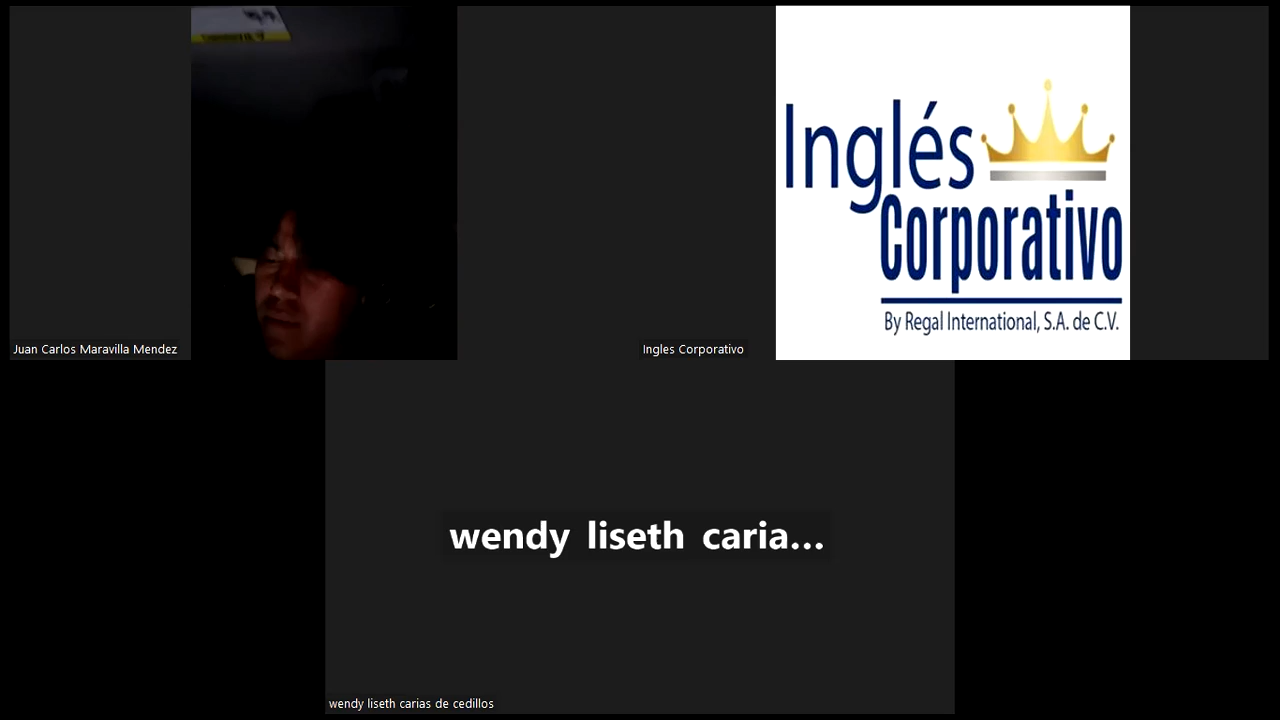 Juan Carlos Maravilla Mendez
Inglés
Corporativo
By Regal International, S.A. de C.V.
Ingles Corporativo
wendy liseth caria...
wendy liseth carias de cedillos